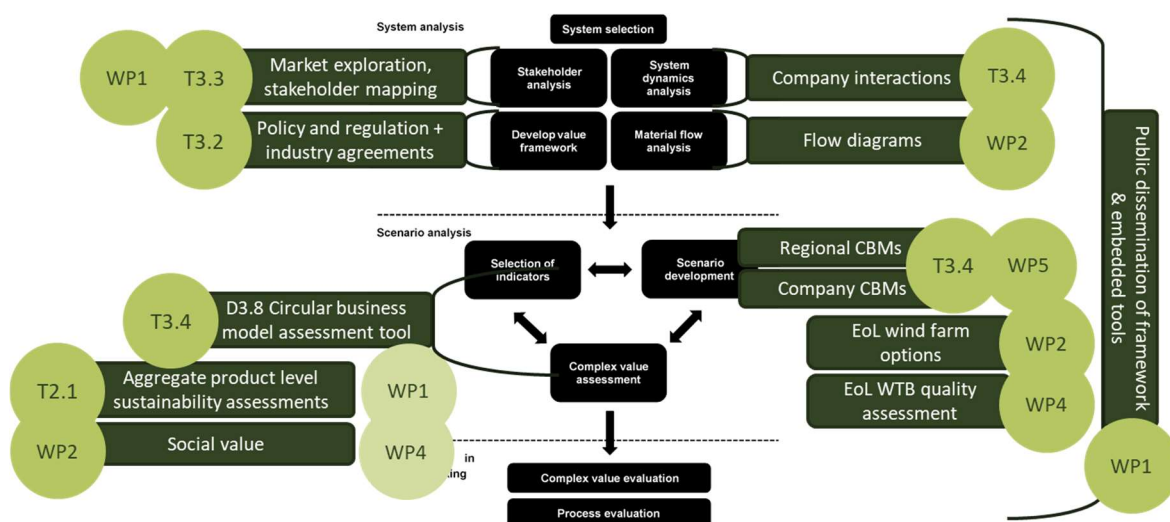 System analysis
System selection
WP1
T3.3
Market exploration,
stakeholder mapping
Stakeholder
analysis
System
dynamics
analysis
Company interactions
T3.4
T3.2
Policy and regulation +
industry agreements
Develop value
framework
Material flow
analysis
Flow diagrams
WP2
Public dissemination of framework
& embedded tools
Scenario analysis
Selection of
indicators
Scenario
development
Regional CBMs
Company CBMs
T3.4
WP5
T3.4
D3.8 Circular business
model assessment tool
EoL wind farm
options
WP2
Complex value
assessment
T2.1
Aggregate product level
sustainability assessments
WP1
EoL WTB quality
assessment
WP4
WP2
Social value
WP4
in
WP1
Complex value evaluation
Process evaluation